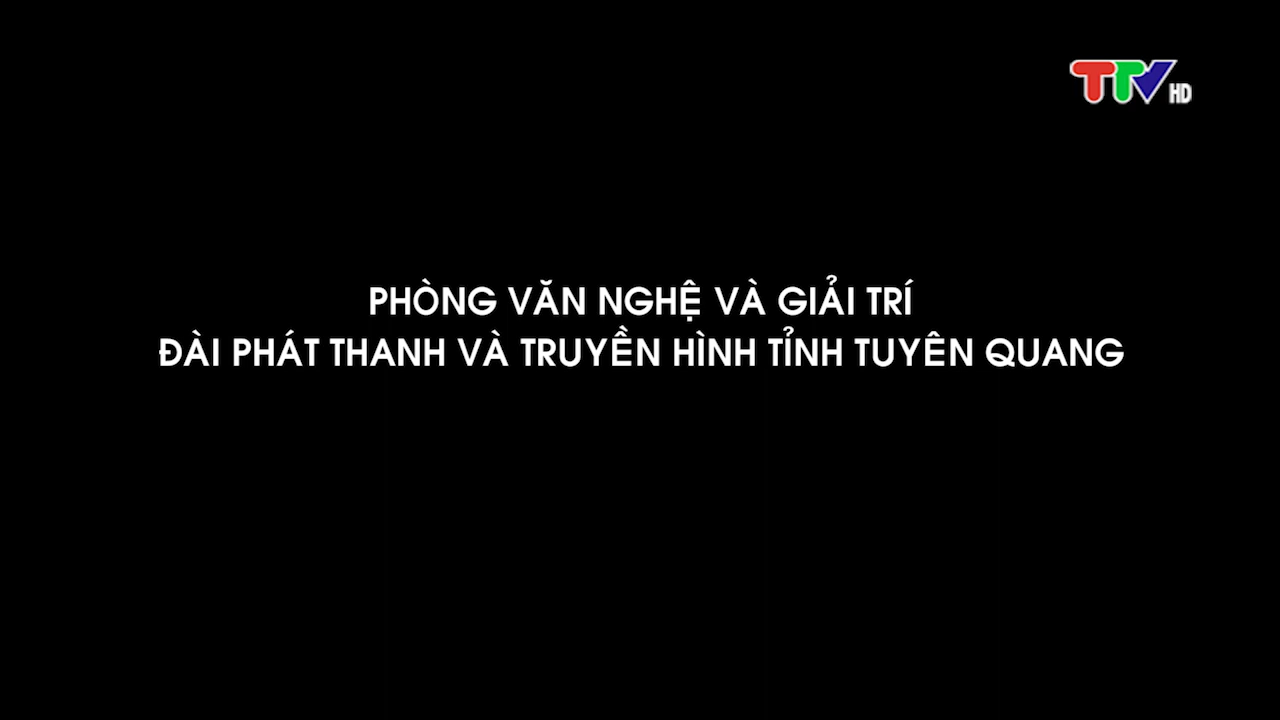 TTV HD
PHÒNG VĂN NGHỆ VÀ GIẢI TRÍ
ĐÀI PHÁT THANH VÀ TRUYỀN HÌNH TỈNH TUYÊN QUANG